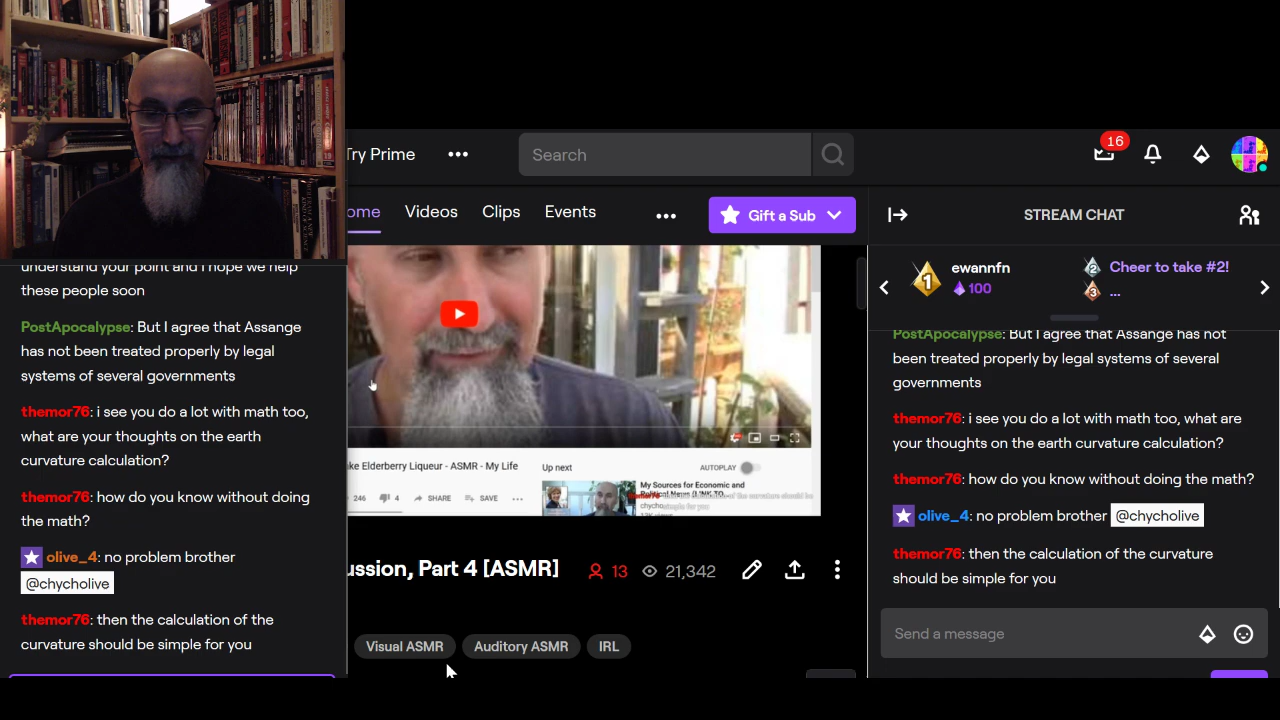 Try Prime
Search
16
ome
Videos
Clips
Events
Gift a Sub
STREAM CHAT
1
ewannfn
100
2
Cheer to take #2!
3
...
understand your point and i hope we help
these people soon
PostApocalypse: But I agree that Assange
has not been treated properly by legal
systems of several governments
themor76: i see you do a lot with math too,
what are your thoughts on the earth
curvature calculation?
themor76: how do you know without doing
the math?
olive_4: no problem brother
@chycholive
themor76: then the calculation of the
curvature should be simple for you
ke Elderberry Liqueur - ASMR - My Life
246
4
SHARE
SAVE
Up next
AUTOPLAY
My Sources for Economic and
Political News (LINK TO
chycho
ussion, Part 4 [ASMR]
13
21,342
Visual ASMR
Auditory ASMR
IRL
PostApocalypse: But I agree that Assange has not
been treated properly by legal systems of several
governments
themor76: i see you do a lot with math too, what are
your thoughts on the earth curvature calculation?
themor76: how do you know without doing the math?
olive_4: no problem brother @chycholive
themor76: then the calculation of the curvature
should be simple for you
Send a message